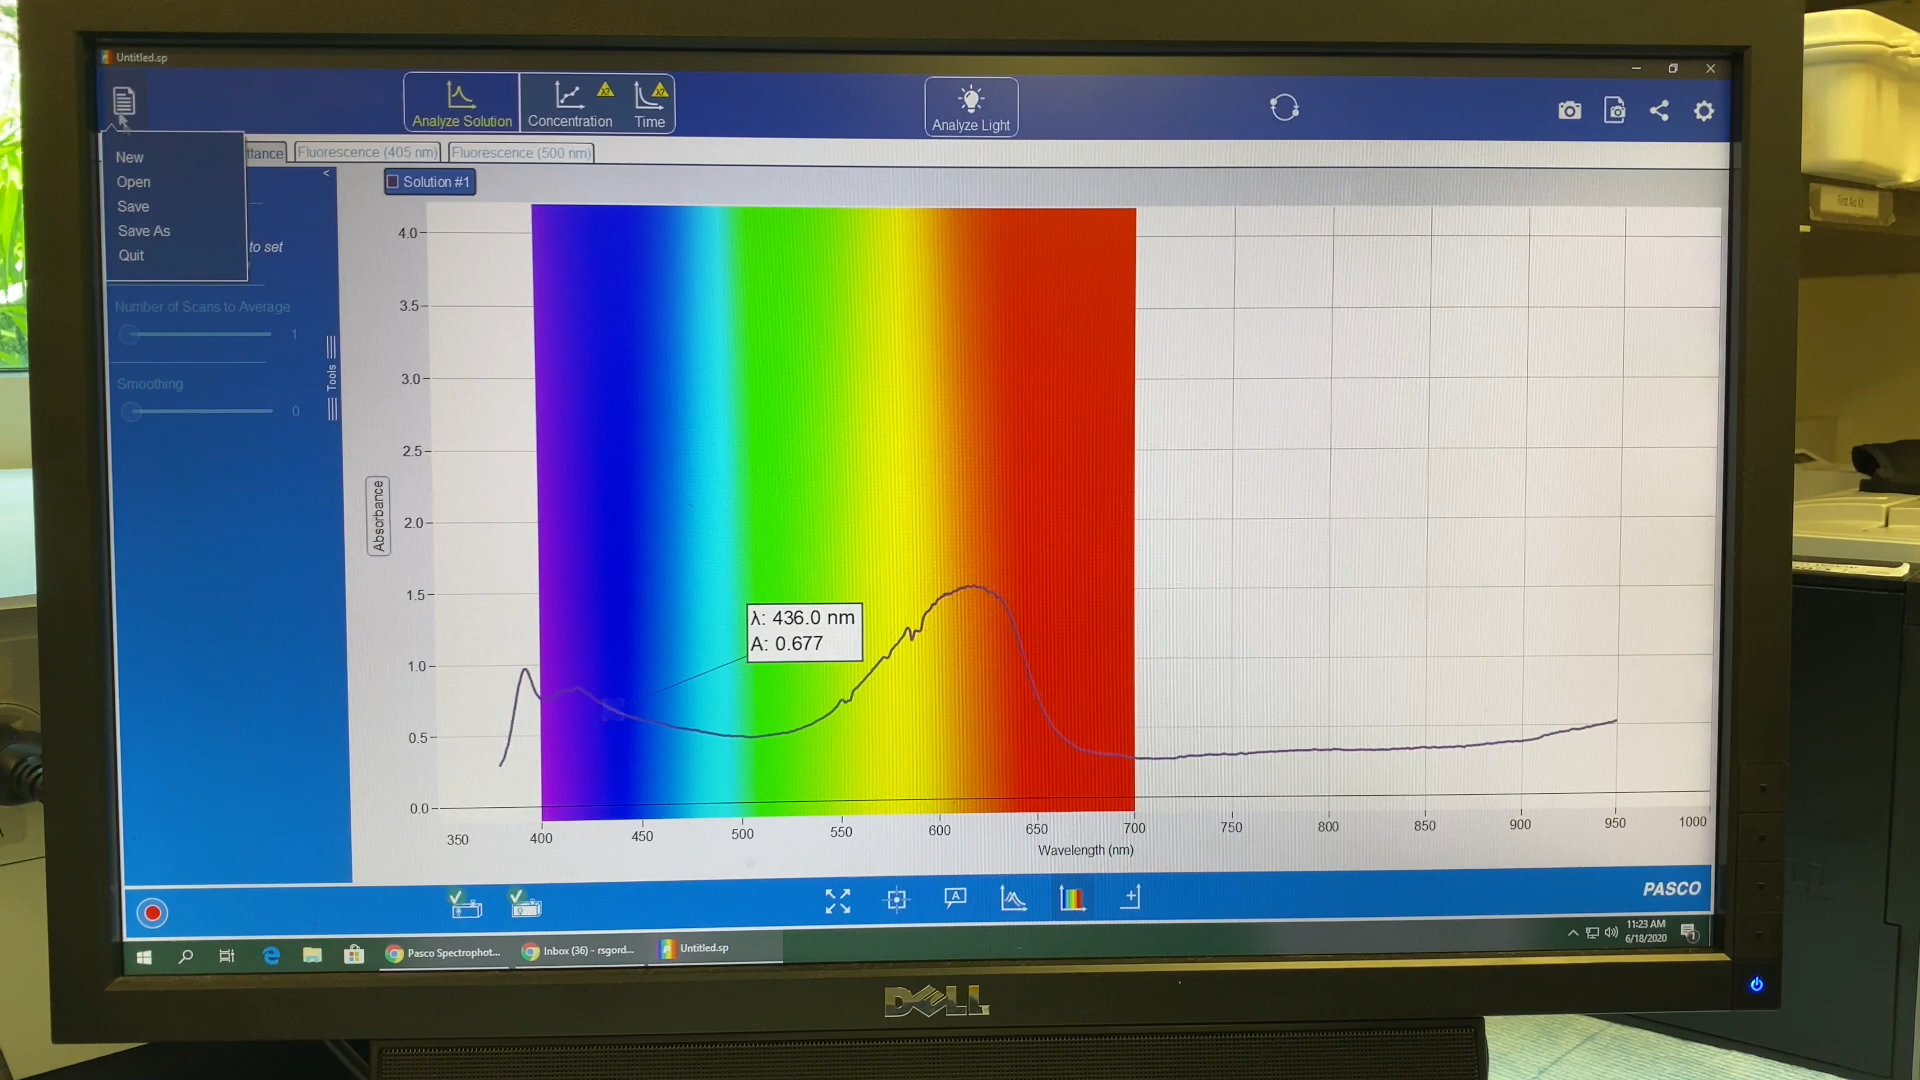 Untitled.sp
Analyze Solution
Concentration
Time
Analyze Light
New
Open
Save
Save As
Quit
ttance
Fluorescence (405 nm)
Fluorescence (500 nm)
Solution #1
to set
Number of Scans to Average
1
Smoothing
0
Tools
Absorbance
4.0
3.5
3.0
2.5
2.0
1.5
1.0
0.5
0.0
λ: 436.0 nm
A: 0.677
350 400 450 500 550 600 650 700 750 800 850 900 950 1000
Wavelength (nm)
A
PASCO
Pasco Spectrophot...
Inbox (36) - rsgord...
Untitled.sp
11:23 AM
6/18/2020
1
DELL
First Aid Kit